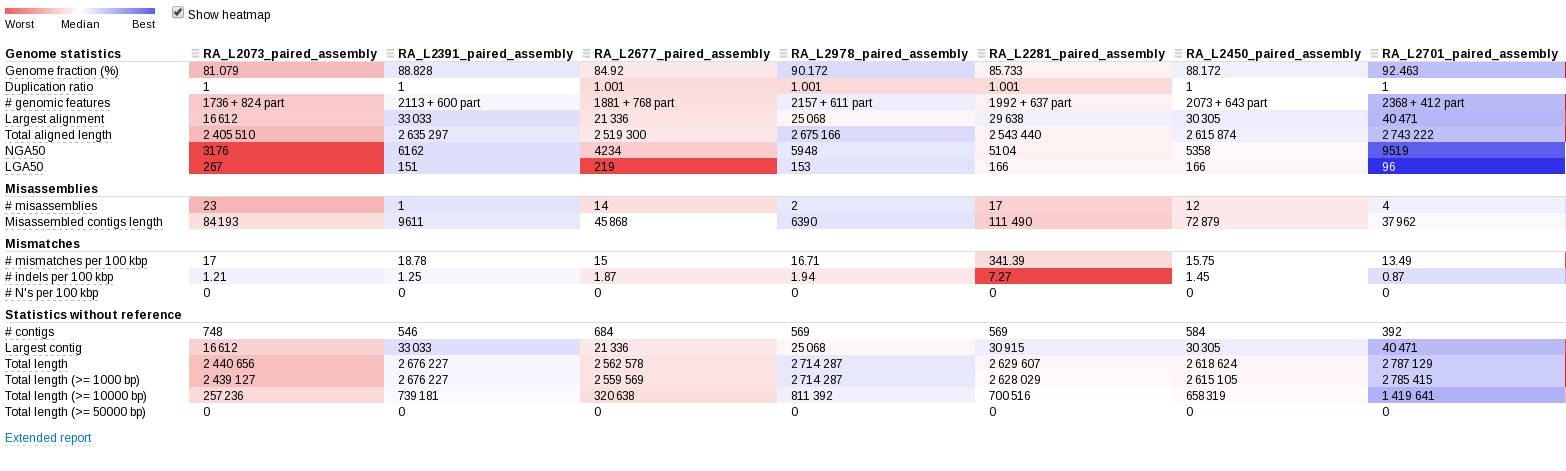 Worst Median Best Show heatmap
Genome statistics RA_L2073_paired_assembly RA_L2391_paired_assembly RA_L2677_paired_assembly RA_L2978_paired_assembly RA_L2281_paired_assembly RA_L2450_paired_assembly RA_L2701_paired_assembly
Genome fraction (%) 81.079 88.828 84.92 90.172 85.733 88.172 92.463
Duplication ratio 1 1 1.001 1.001 1.001 1 1
# genomic features 1736 + 824 part 2113 + 600 part 1881 + 768 part 2157 + 611 part 1992 + 637 part 2073 + 643 part 2368 + 412 part
Largest alignment 16 612 33 033 21 336 25 068 29 638 30 305 40 471
Total aligned length 2 405 510 2 635 297 2 519 300 2 675 166 2 543 440 2 615 874 2 743 222
NGA50 3176 6162 4234 5948 5104 5358 9519
LGA50 267 151 219 153 166 166 96
Misassemblies
# misassemblies 23 1 14 2 17 12 4
Misassembled contigs length 84 193 9611 45 868 6390 111 490 72 879 37 962
Mismatches
# mismatches per 100 kbp 17 18.78 15 16.71 341.39 15.75 13.49
# indels per 100 kbp 1.21 1.25 1.87 1.94 7.27 1.45 0.87
# N's per 100 kbp 0 0 0 0 0 0 0
Statistics without reference
# contigs 748 546 684 569 569 584 392
Largest contig 16 612 33 033 21 336 25 068 30 915 30 305 40 471
Total length 2 440 656 2 676 227 2 562 578 2 714 287 2 629 607 2 618 624 2 787 129
Total length (>= 1000 bp) 2 439 127 2 676 227 2 559 569 2 714 287 2 628 029 2 615 105 2 785 415
Total length (>= 10000 bp) 257 236 739 181 320 638 811 392 700 516 658 319 1 419 641
Total length (>= 50000 bp) 0 0 0 0 0 0 0
Extended report